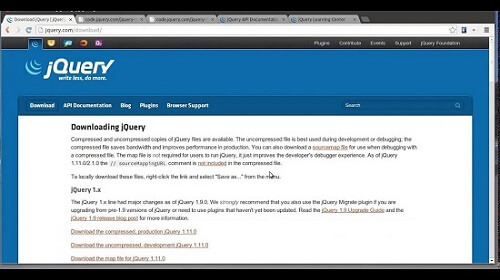 Download jQuery | jQuery
code.jquery.com/jquery-
code.jquery.com/jquery-
jQuery API Documentation
jQuery Learning Center
jquery.com/download/
Plugins Contribute Events Support jQuery Foundation
jQuery
write less, do more.
Download API Documentation Blog Plugins Browser Support Search
Downloading jQuery
Compressed and uncompressed copies of jQuery files are available. The uncompressed file is best used during development or debugging; the
compressed file saves bandwidth and improves performance in production. You can also download a sourcemap file for use when debugging with
a compressed file. The map file is not required for users to run jQuery, it just improves the developer's debugger experience. As of jQuery
1.11.0/2.1.0 the // sourceMappingURL comment is not included in the compressed file.
To locally download these files, right-click the link and select "Save as..." from the menu.
jQuery 1.x
The jQuery 1.x line had major changes as of jQuery 1.9.0. We strongly recommend that you also use the jQuery Migrate plugin if you are
upgrading from pre-1.9 versions of jQuery or need to use plugins that haven't yet been updated. Read the jQuery 1.9 Upgrade Guide and the
jQuery 1.9 release blog post for more information.
Download the compressed, production jQuery 1.11.0
Download the uncompressed, development jQuery 1.11.0
Download the map file for jQuery 1.11.0